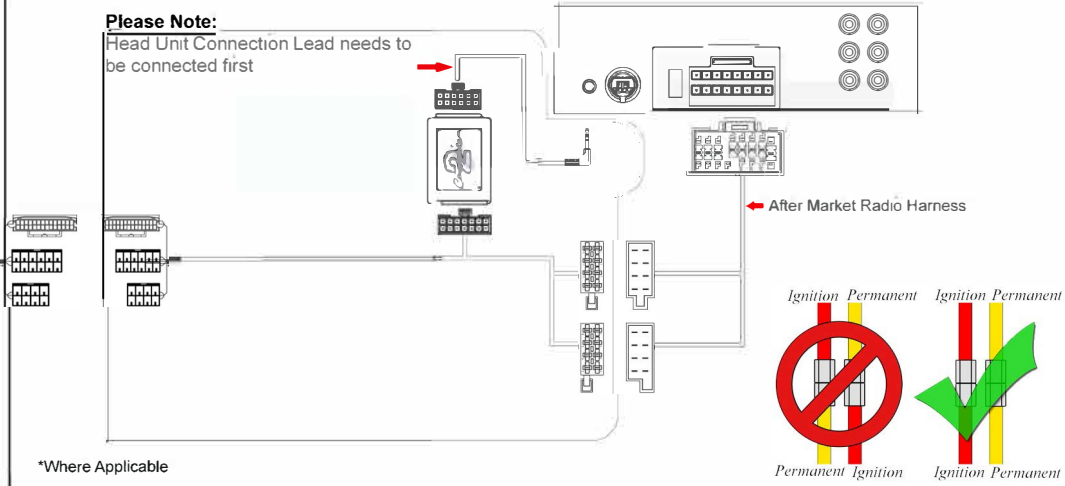 Please Note:
Head Unit Connection Lead needs to
be connected first
After Market Radio Harness
Ignition Permanent Ignition Permanent
Permanent Ignition Ignition Permanent
*Where Applicable